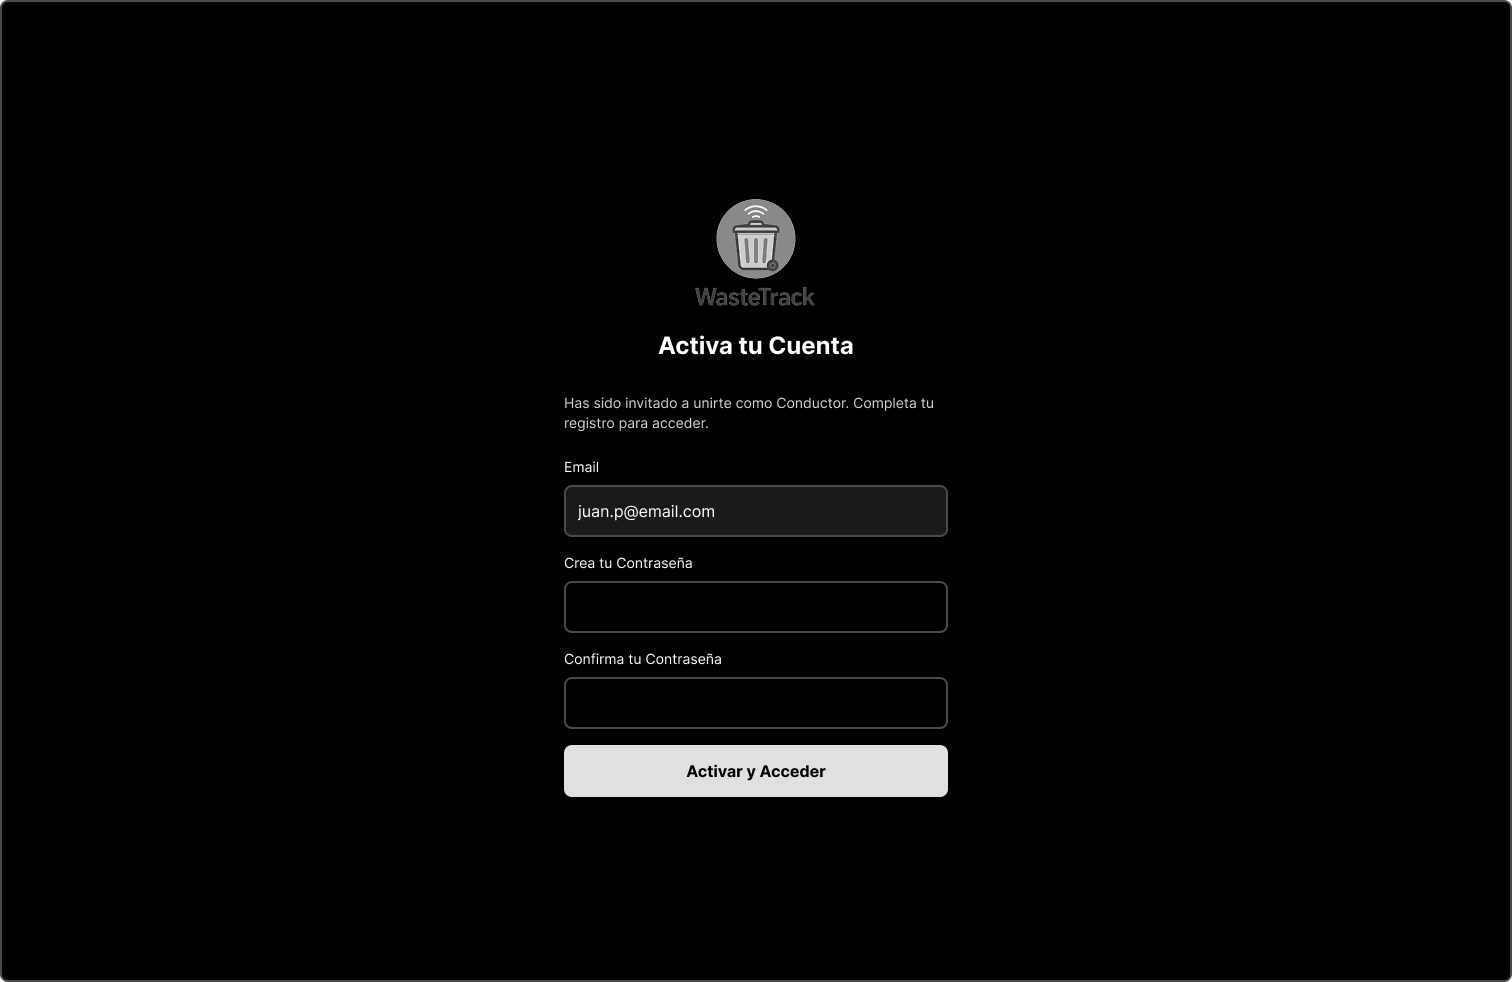 WasteTrack
Activa tu Cuenta
Has sido invitado a unirte como Conductor. Completa tu
registro para acceder.
Email
juan.p@email.com
Crea tu Contraseña
Confirma tu Contraseña
Activar y Acceder